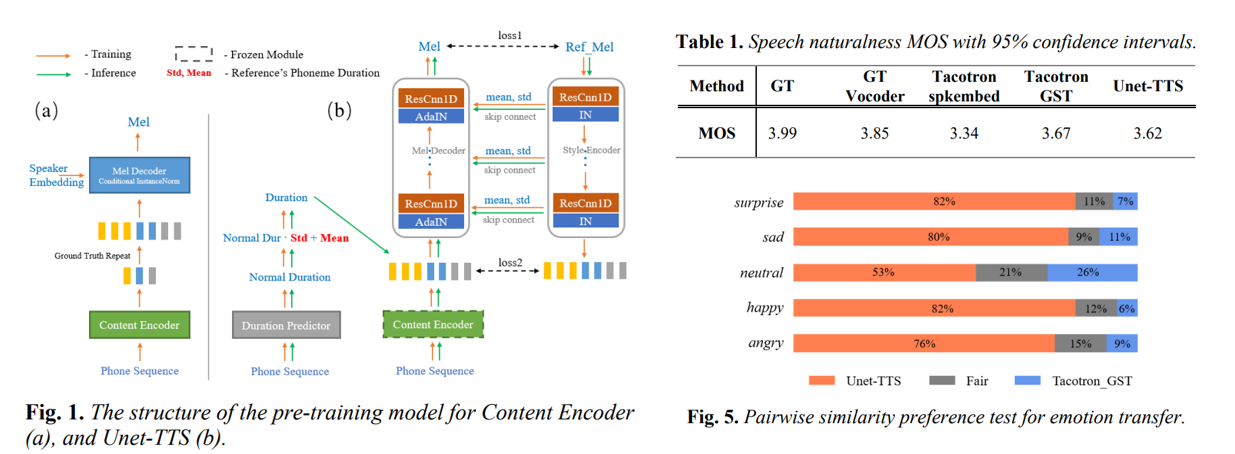 - Training
- Frozen Module
- Inference
Std, Mean - Reference's Phoneme Duration
(a)
Mel
Speaker
Embedding
Mel Decoder
Conditional InstanceNorm
Ground Truth Repeat
Content Encoder
Phone Sequence
(b)
Duration
Normal Dur · Std + Mean
Normal Duration
Duration Predictor
Phone Sequence
Mel
loss1
Ref_Mel
ResCnn1D
AdaIN
mean, std
skip connect
ResCnn1D
IN
Mel Decoder
mean, std
skip connect
Style Encoder
ResCnn1D
AdaIN
mean, std
skip connect
ResCnn1D
IN
loss2
Content Encoder
Phone Sequence
Fig. 1. The structure of the pre-training model for Content Encoder
(a), and Unet-TTS (b).
Table 1. Speech naturalness MOS with 95% confidence intervals.
Method GT GT Vocoder Tacotron spkembed Tacotron GST Unet-TTS
MOS 3.99 3.85 3.34 3.67 3.62
surprise 82% 11% 7%
sad 80% 9% 11%
neutral 53% 21% 26%
happy 82% 12% 6%
angry 76% 15% 9%
Unet-TTS Fair Tacotron_GST
Fig. 5. Pairwise similarity preference test for emotion transfer.